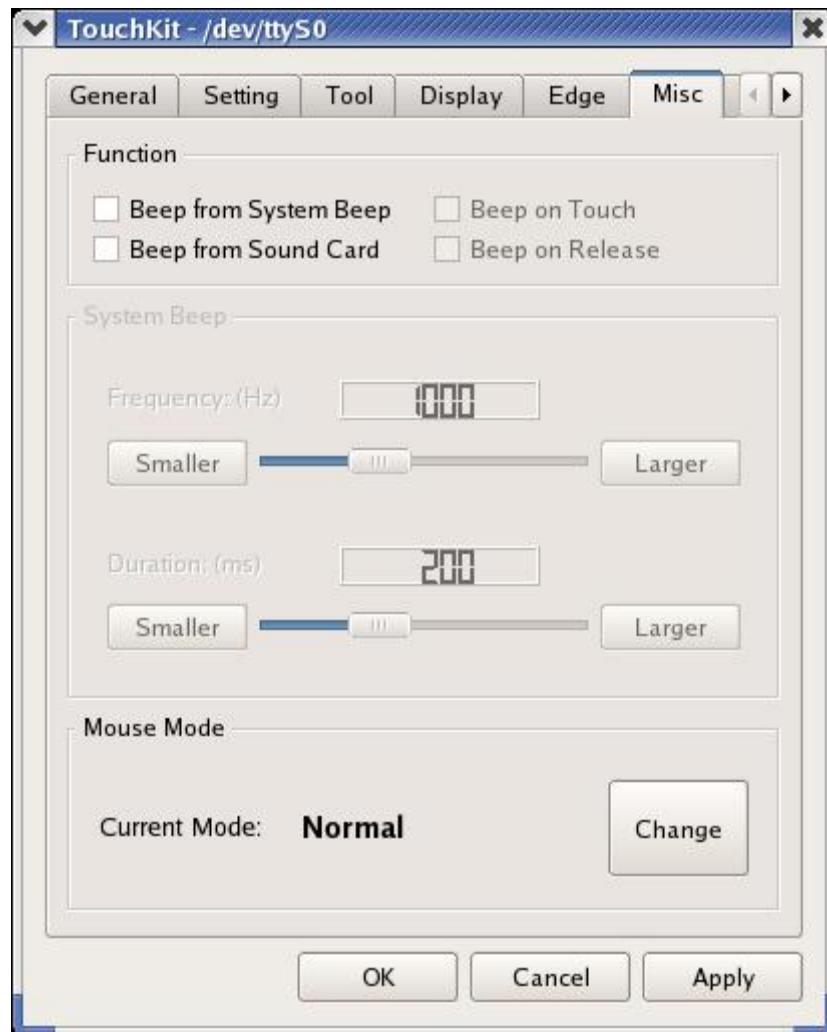 TouchKit - /dev/ttyS0
General Setting Tool Display Edge Misc
Function
Beep from System Beep Beep on Touch
Beep from Sound Card Beep on Release
System Beep
Frequency: (Hz) 1000
Smaller Larger
Duration: (ms) 200
Smaller Larger
Mouse Mode
Current Mode: Normal Change
OK Cancel Apply